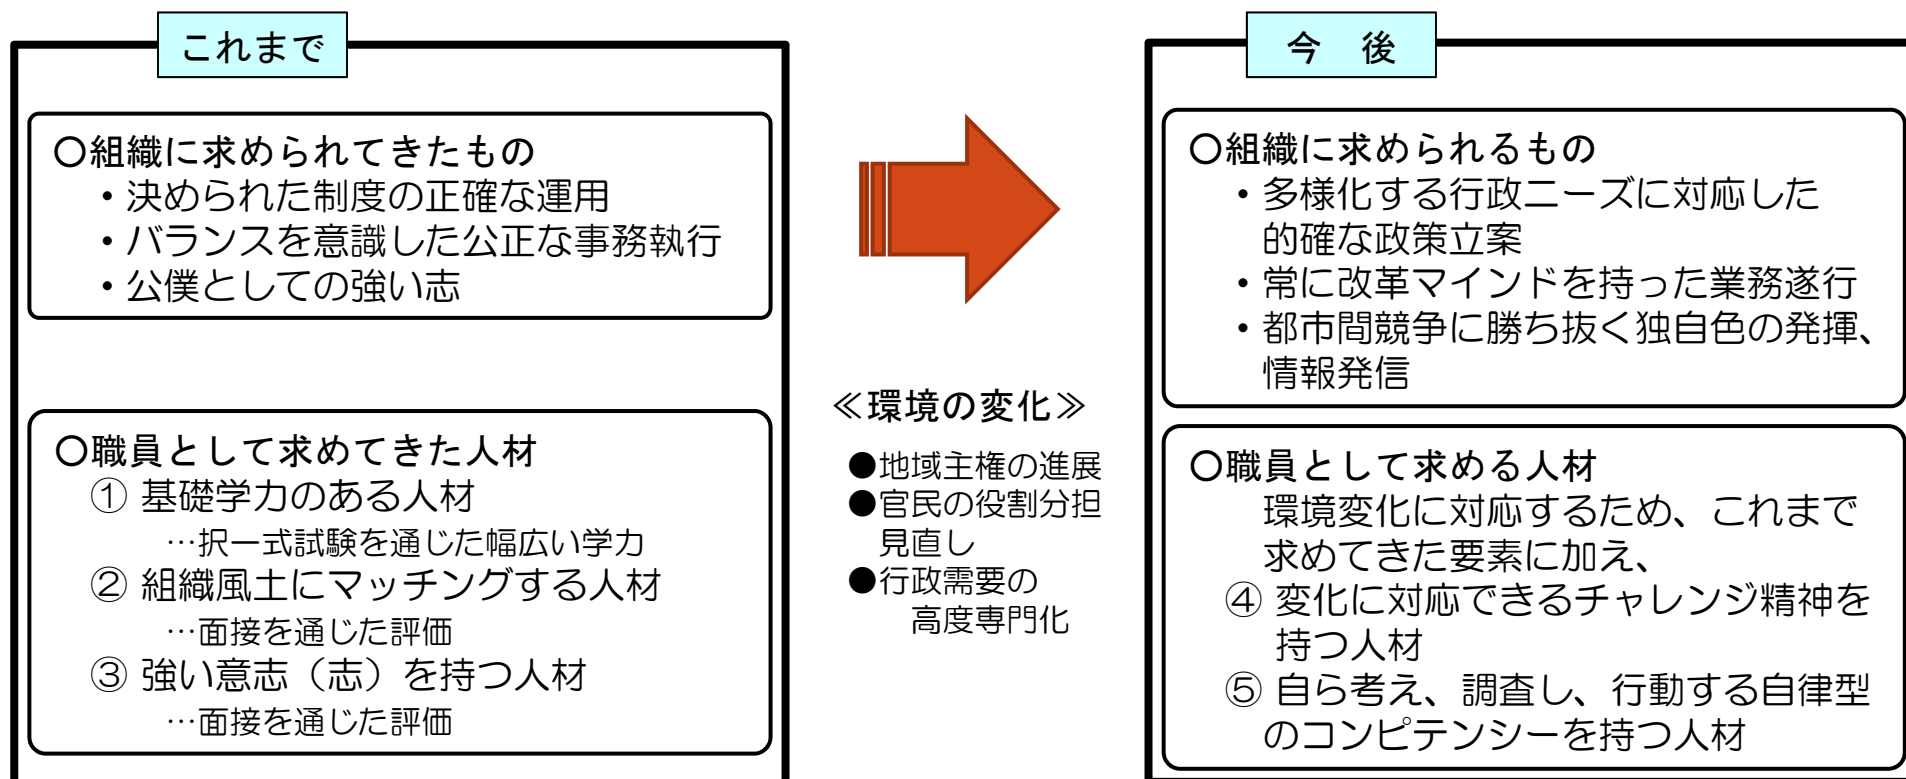 これまで
〇組織に求められてきたもの
・決められた制度の正確な運用
・バランスを意識した公正な事務執行
・公僕としての強い志
〇職員として求めてきた人材
① 基礎学力のある人材
…択一式試験を通じた幅広い学力
② 組織風土にマッチングする人材
…面接を通じた評価
③ 強い意志（志）を持つ人材
…面接を通じた評価
≪環境の変化≫
●地域主権の進展
●官民の役割分担
見直し
●行政需要の
高度専門化
今　後
〇組織に求められるもの
・多様化する行政ニーズに対応した
的確な政策立案
・常に改革マインドを持った業務遂行
・都市間競争に勝ち抜く独自色の発揮、
情報発信
〇職員として求める人材
環境変化に対応するため、これまで
求めてきた要素に加え、
④ 変化に対応できるチャレンジ精神を
持つ人材
⑤ 自ら考え、調査し、行動する自律型
のコンピテンシーを持つ人材